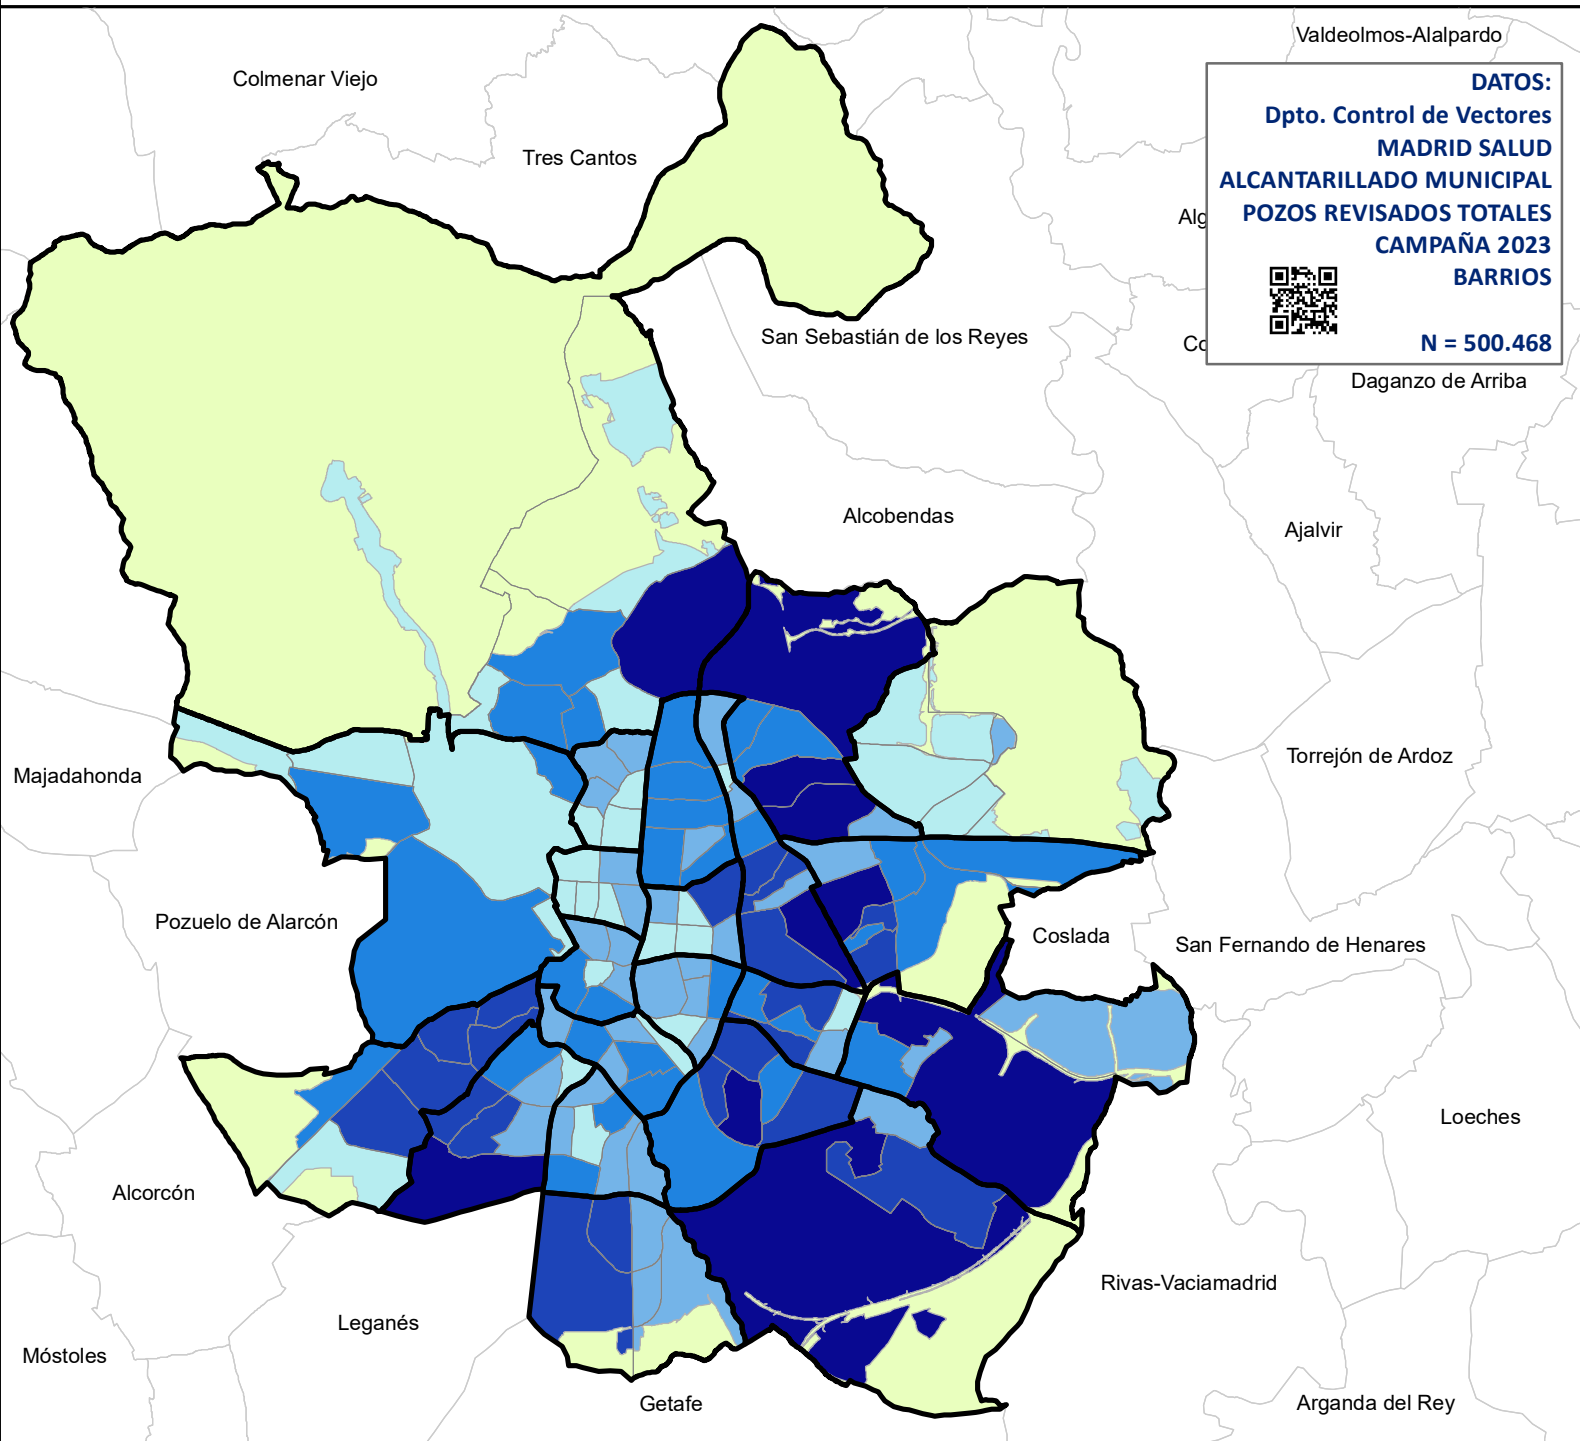 Valdeolmos-Alalpardo
Colmenar Viejo
DATOS:
Dpto. Control de Vectores
MADRID SALUD
ALCANTARILLADO MUNICIPAL
POZOS REVISADOS TOTALES
CAMPAÑA 2023
BARRIOS
N = 500.468
Tres Cantos
Alg
San Sebastián de los Reyes
Co
Daganzo de Arriba
Alcobendas
Ajalvir
Torrejón de Ardoz
Majadahonda
Pozuelo de Alarcón
Coslada
San Fernando de Henares
Loeches
Alcorcón
Rivas-Vaciamadrid
Leganés
Móstoles
Getafe
Arganda del Rey